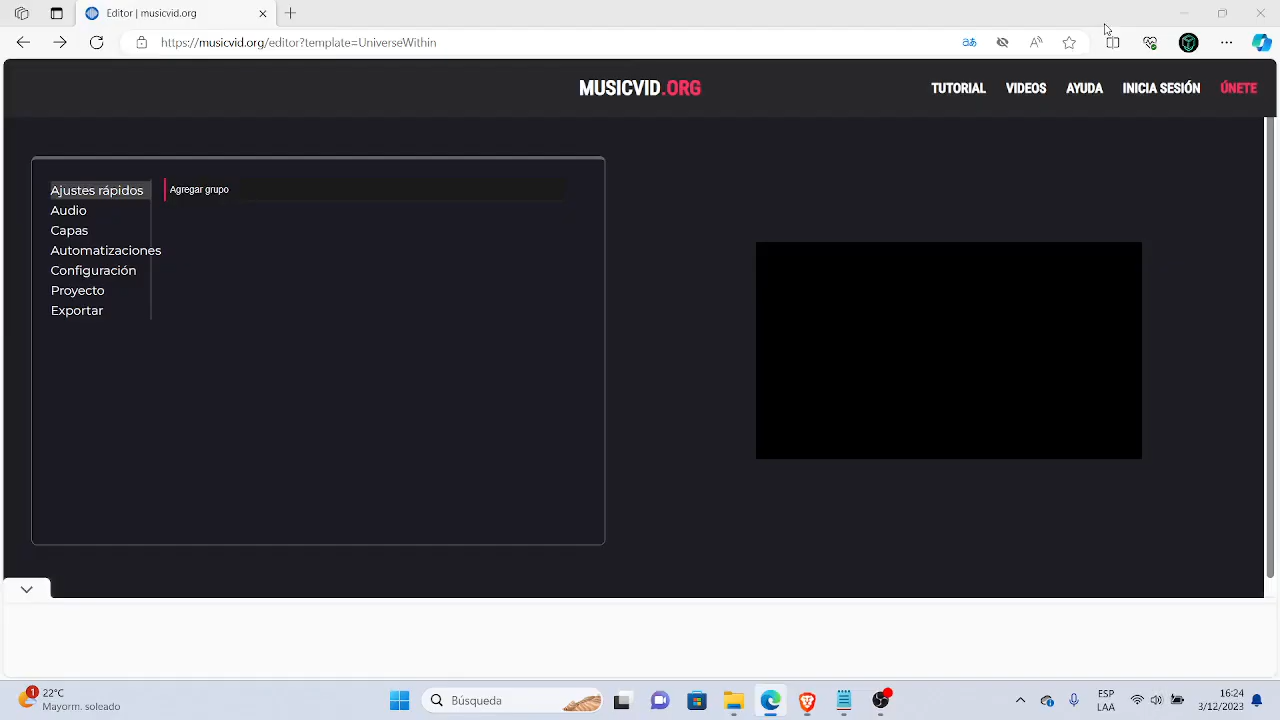 Editor | musicvid.org
https://musicvid.org/editor?template=UniverseWithin
MUSICVID.ORG
TUTORIAL
VIDEOS
AYUDA
INICIA SESIÓN
ÚNETE
Ajustes rápidos
Audio
Capas
Automatizaciones
Configuración
Proyecto
Exportar
Agregar grupo
1
22°C
Mayorm. soleado
Búsqueda
ESP
LAA
16:24
3/12/2023